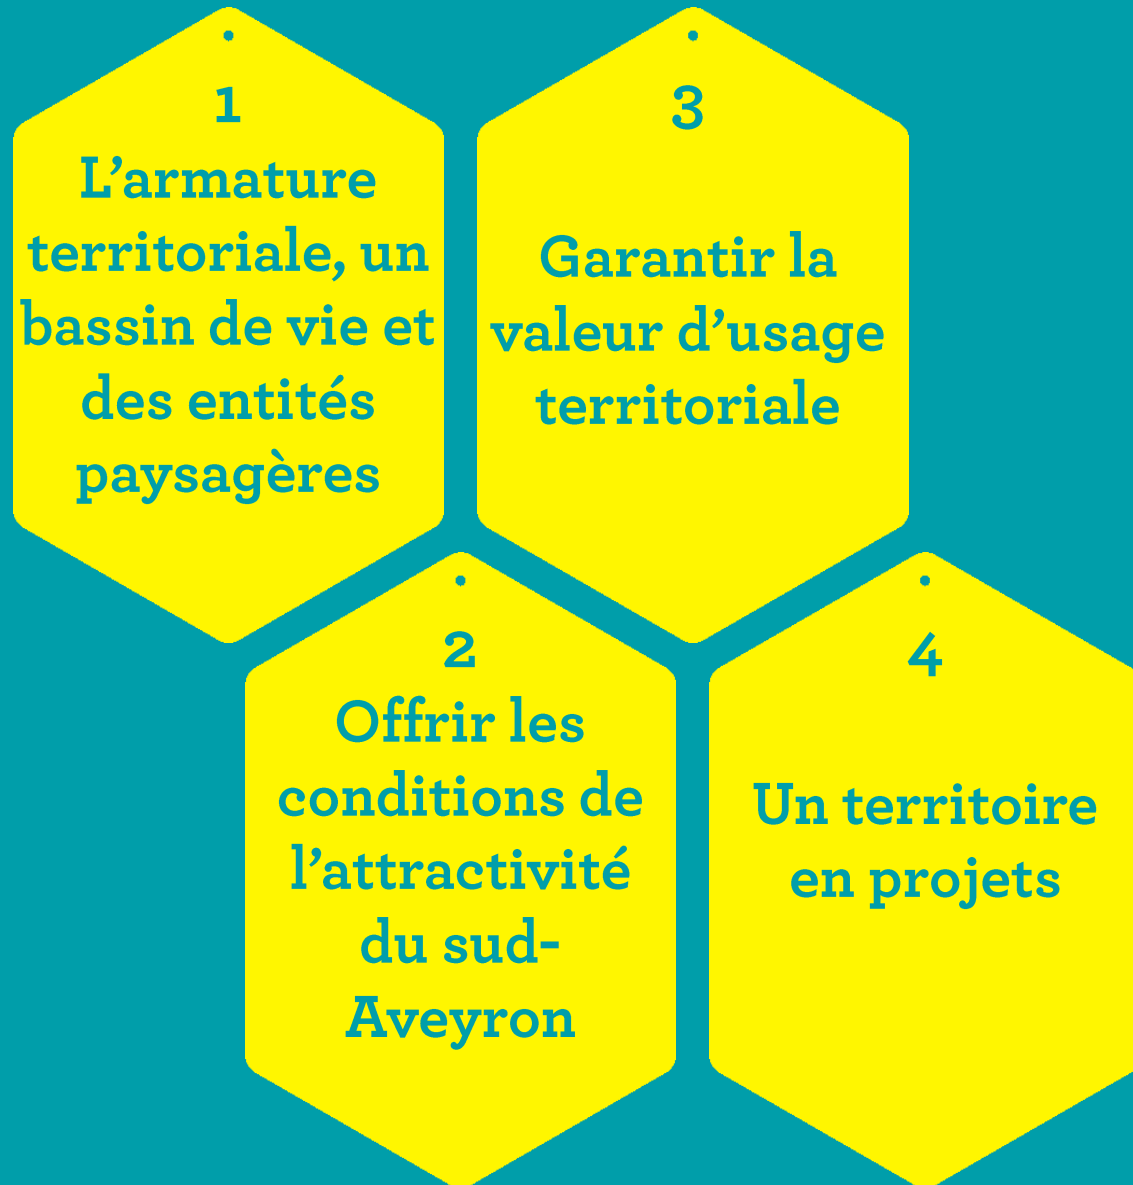 1
L’armature
territoriale, un
bassin de vie et
des entités
paysagères
2
Offrir les
conditions de
l’attractivité
du sud-
Aveyron
3
Garantir la
valeur d’usage
territoriale
4
Un territoire
en projets